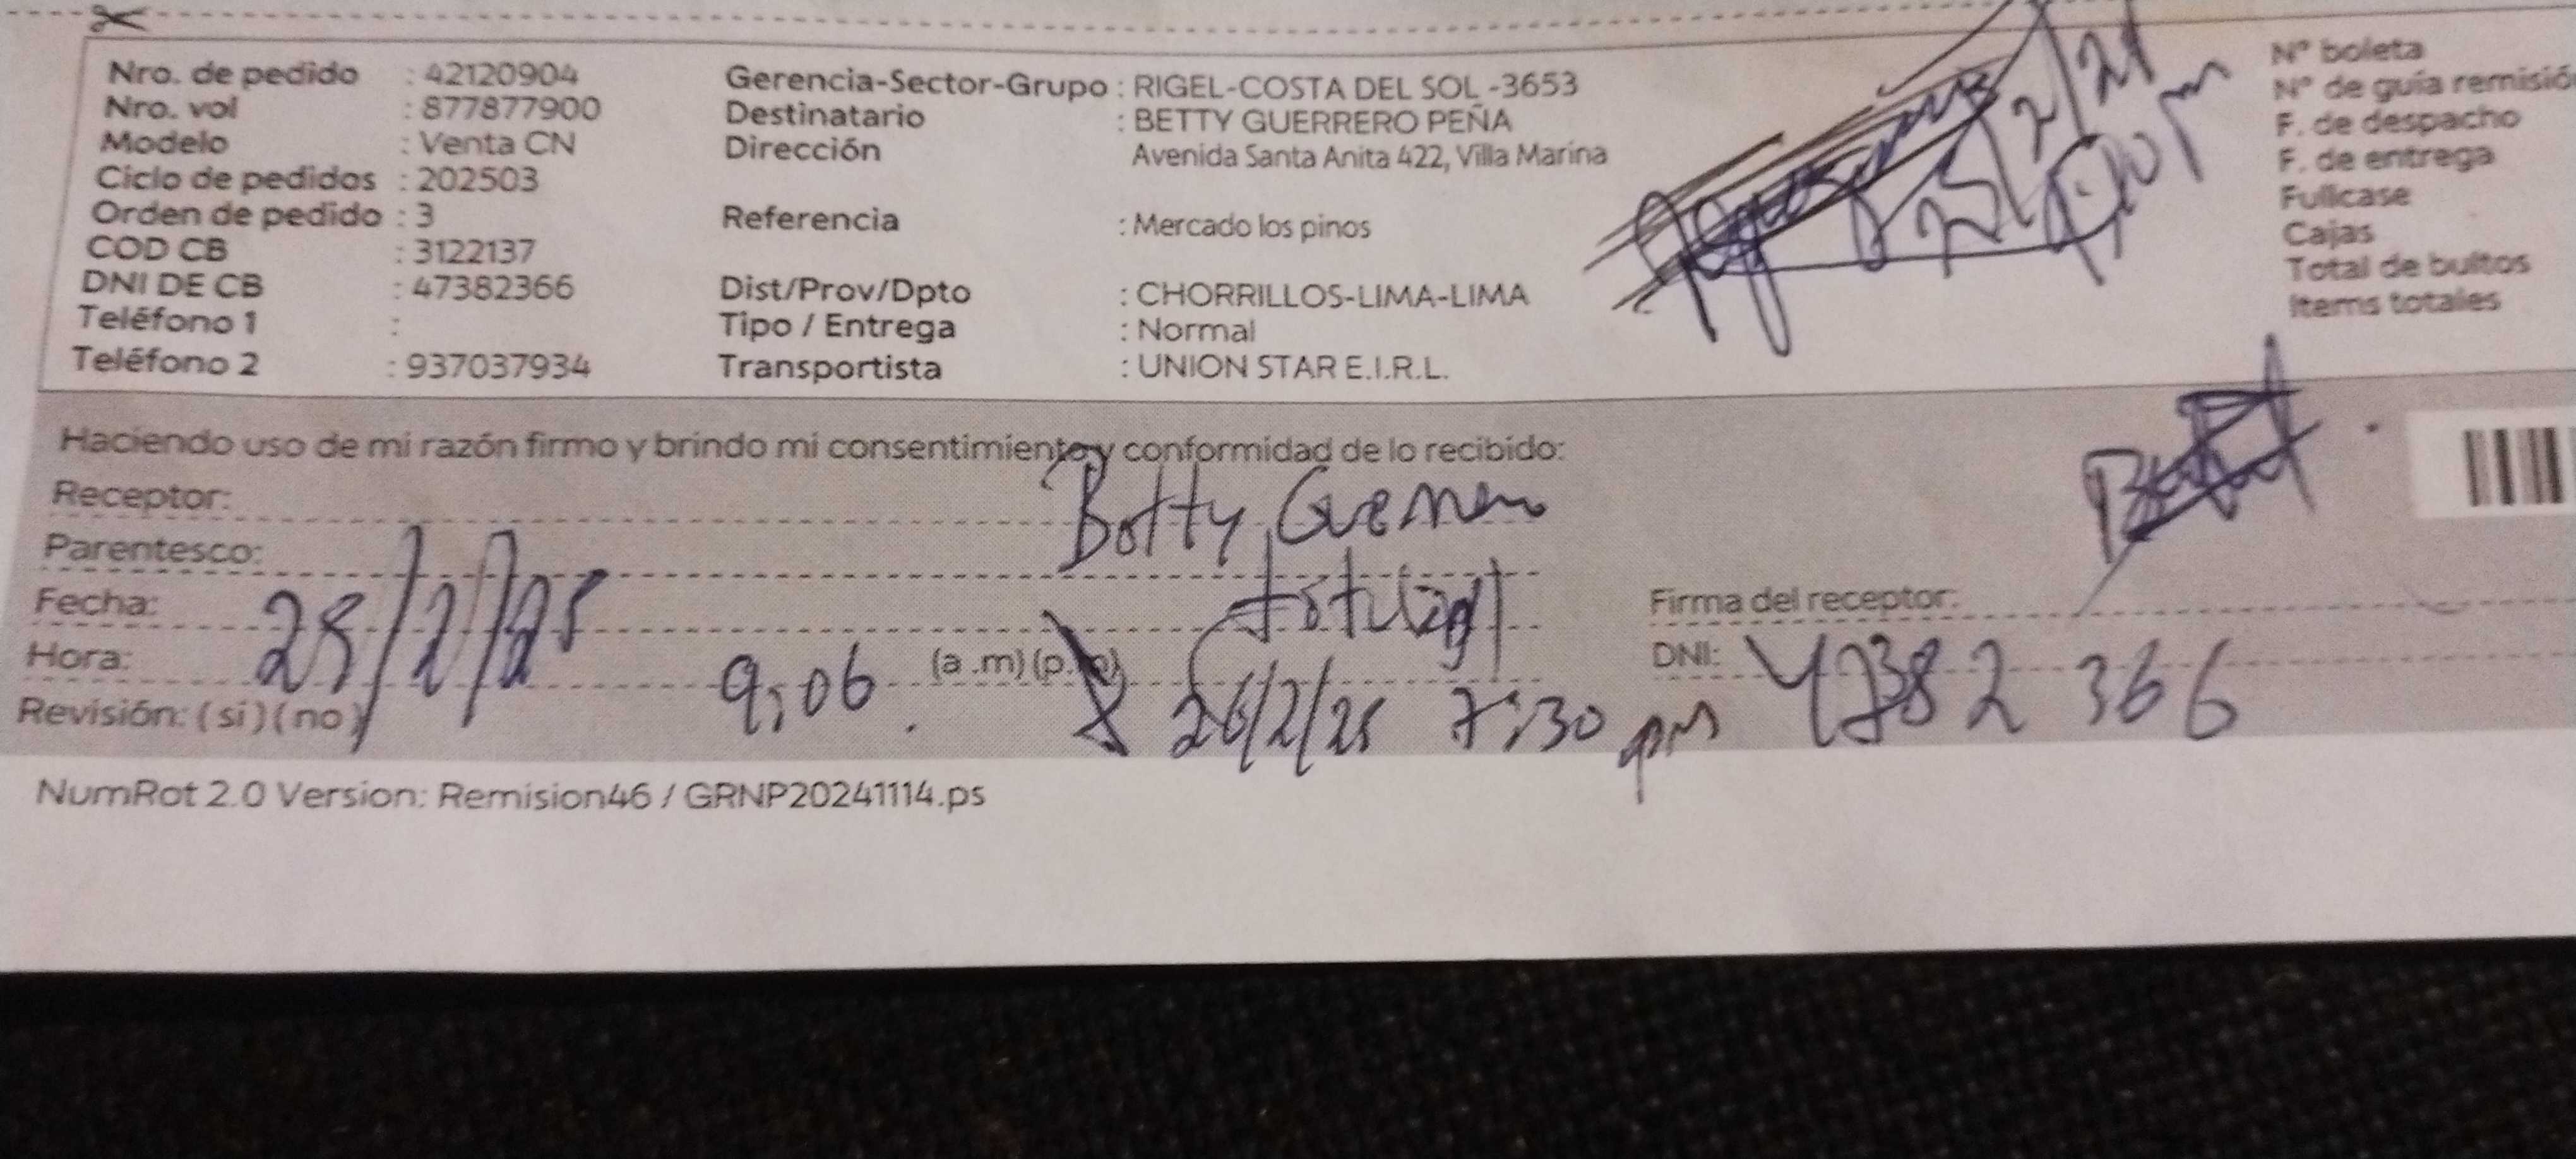 Nro. de pedido : 42120904
Nro. vol : 877877900
Modelo : Venta CN
Ciclo de pedidos : 202503
Orden de pedido : 3
COD CB : 3122137
DNI DE CB : 47382366
Teléfono 1 :
Teléfono 2 : 937037934
Gerencia-Sector-Grupo : RIGEL-COSTA DEL SOL -3653
Destinatario : BETTY GUERRERO PEÑA
Dirección Avenida Santa Anita 422, Villa Marina
Referencia : Mercado los pinos
Dist/Prov/Dpto : CHORRILLOS-LIMA-LIMA
Tipo / Entrega : Normal
Transportista : UNION STAR E.I.R.L.
Nº boleta
Nº de guía remisió
F. de despacho
F. de entrega
Fullcase
Cajas
Total de bultos
Items totales
Haciendo uso de mi razón firmo y brindo mi consentimiento y conformidad de lo recibido:
Receptor: Betty
Parentesco:
Fecha: /2/25
Hora: 9:06 (a .m) (p.m)
Revisión: ( si ) ( no )
26/2/25 7:30 pm
Firma del receptor:
DNI: 47382366
NumRot 2.0 Version: Remision46 / GRNP20241114.ps